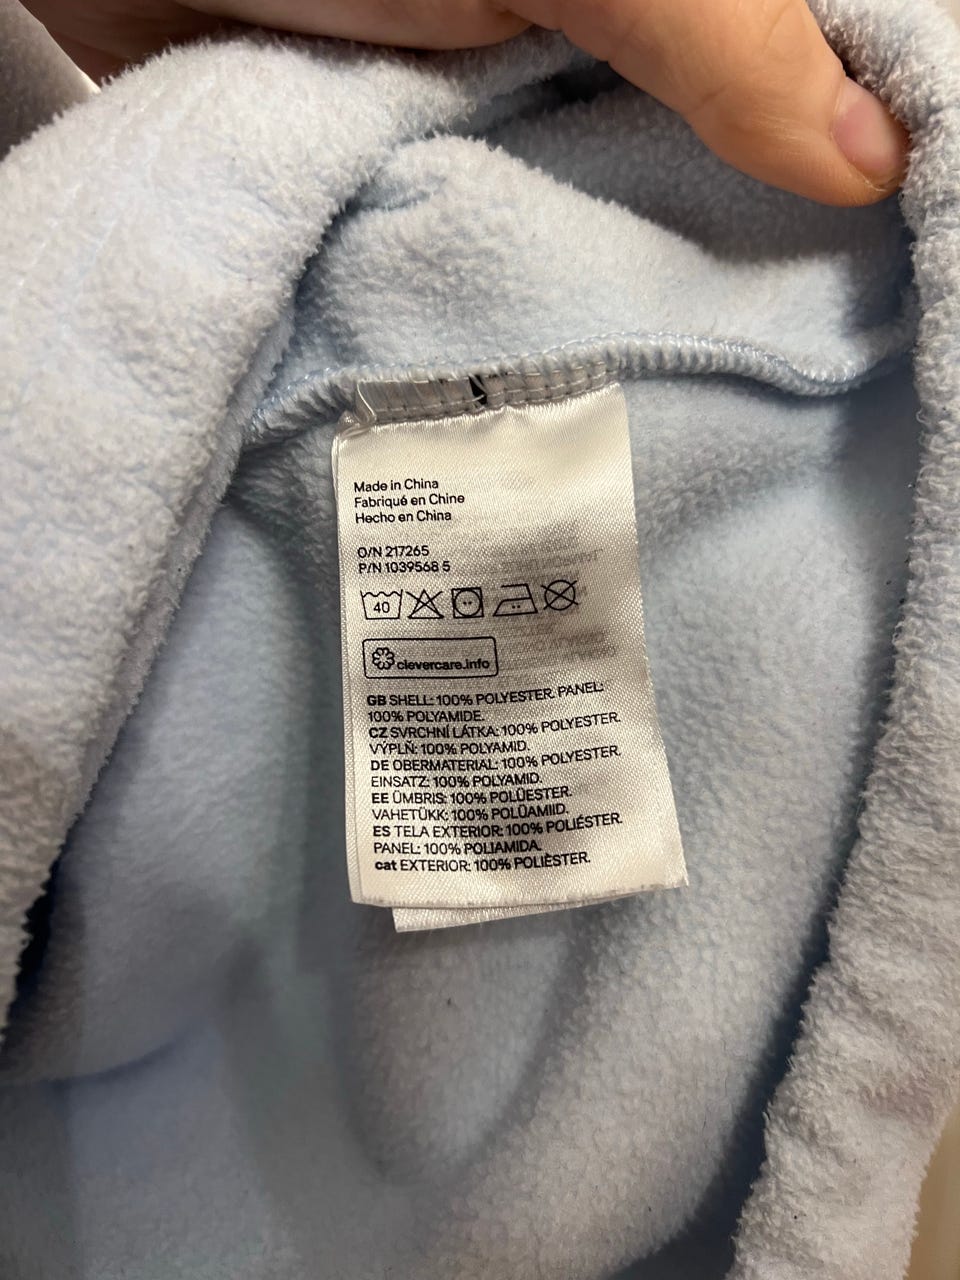 Made in China
Fabriqué en Chine
Hecho en China
O/N 217265
P/N 1039568 5
40
clevercare.info
GB SHELL: 100% POLYESTER. PANEL:
100% POLYAMIDE.
CZ SVRCHNÍ LÁTKA: 100% POLYESTER.
VÝPLŇ: 100% POLYAMID.
DE OBERMATERIAL: 100% POLYESTER.
EINSATZ: 100% POLYAMID.
EE ÜMBRIS: 100% POLÜESTER.
VAHETÜKK: 100% POLÜAMIID.
ES TELA EXTERIOR: 100% POLIÉSTER.
PANEL: 100% POLIAMIDA.
cat EXTERIOR: 100% POLIÈSTER.